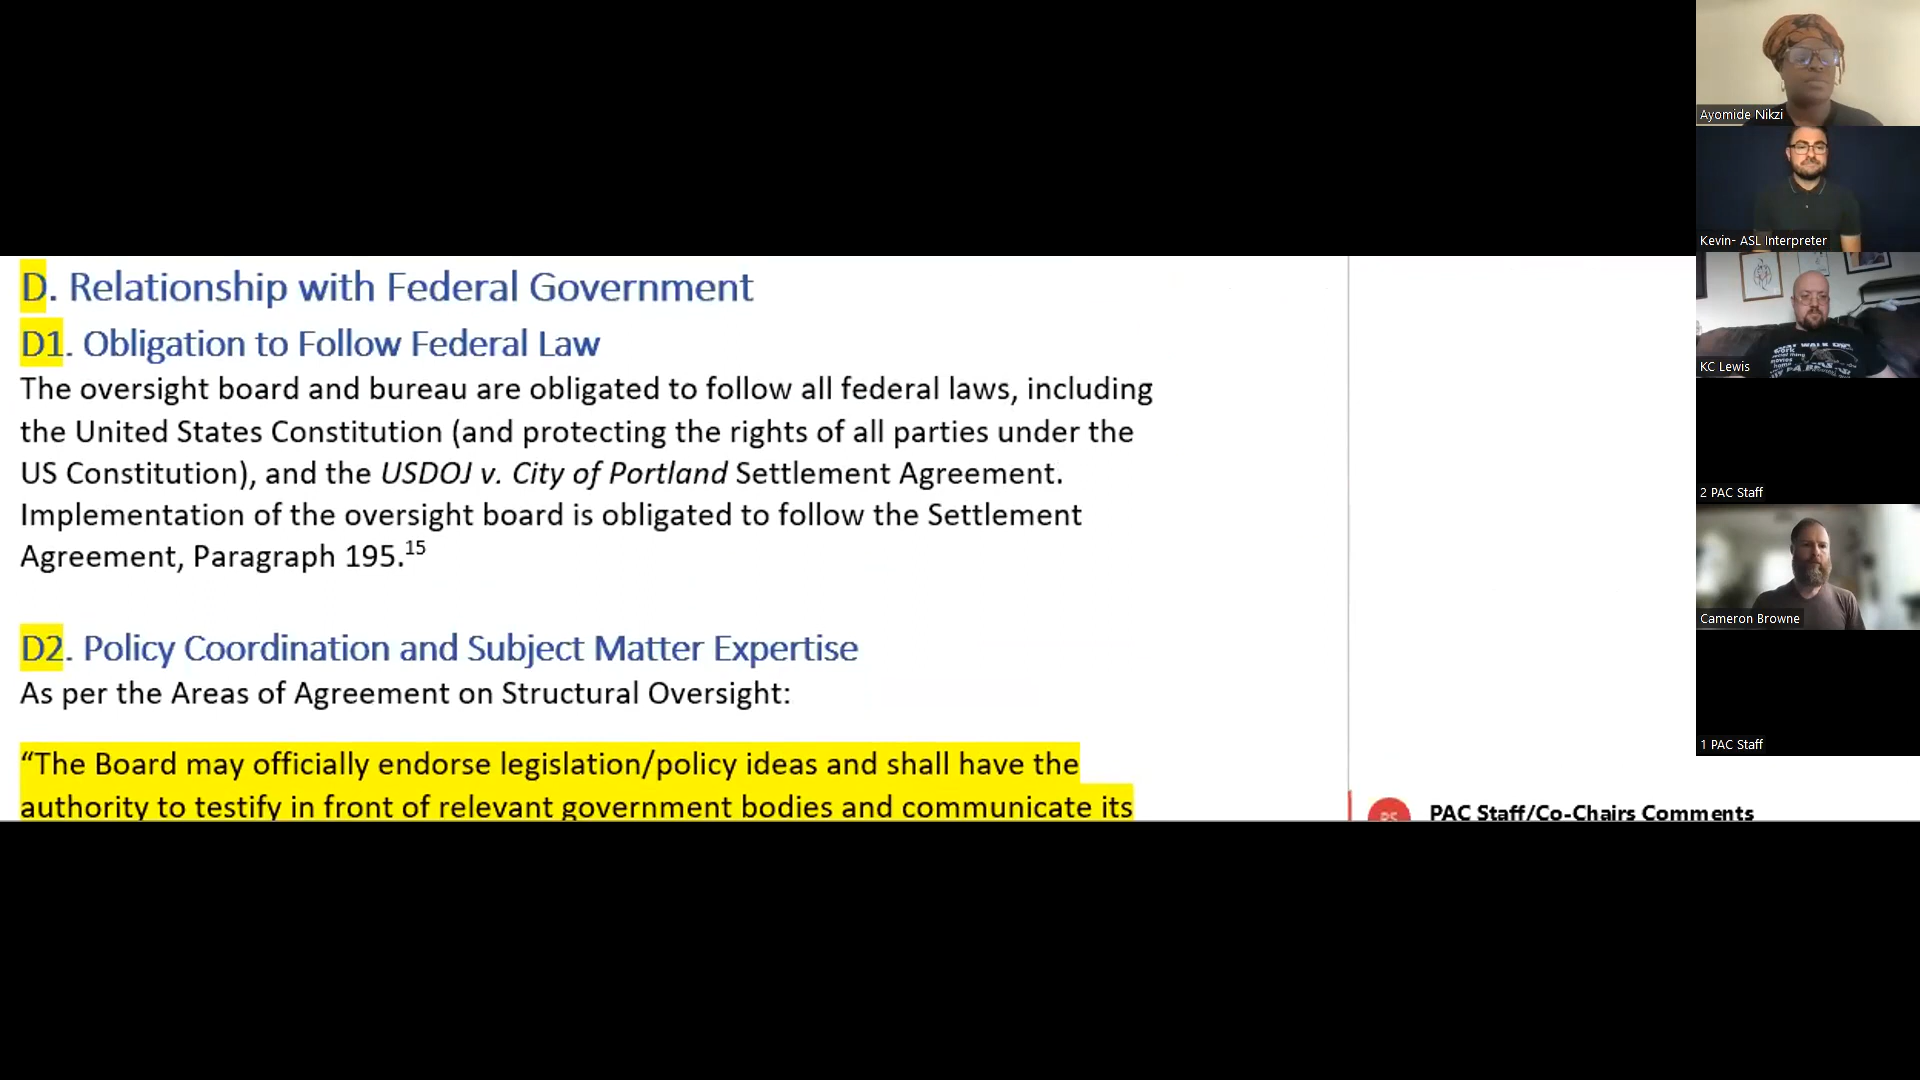 D. Relationship with Federal Government
D1. Obligation to Follow Federal Law
The oversight board and bureau are obligated to follow all federal laws, including
the United States Constitution (and protecting the rights of all parties under the
US Constitution), and the USDOJ v. City of Portland Settlement Agreement.
Implementation of the oversight board is obligated to follow the Settlement
Agreement, Paragraph 195.15
D2. Policy Coordination and Subject Matter Expertise
As per the Areas of Agreement on Structural Oversight:
“The Board may officially endorse legislation/policy ideas and shall have the
authority to testify in front of relevant government bodies and communicate its
PS
PAC Staff/Co-Chairs Comments
Ayomide Nikzi
Kevin- ASL Interpreter
KC Lewis
2 PAC Staff
Cameron Browne
1 PAC Staff